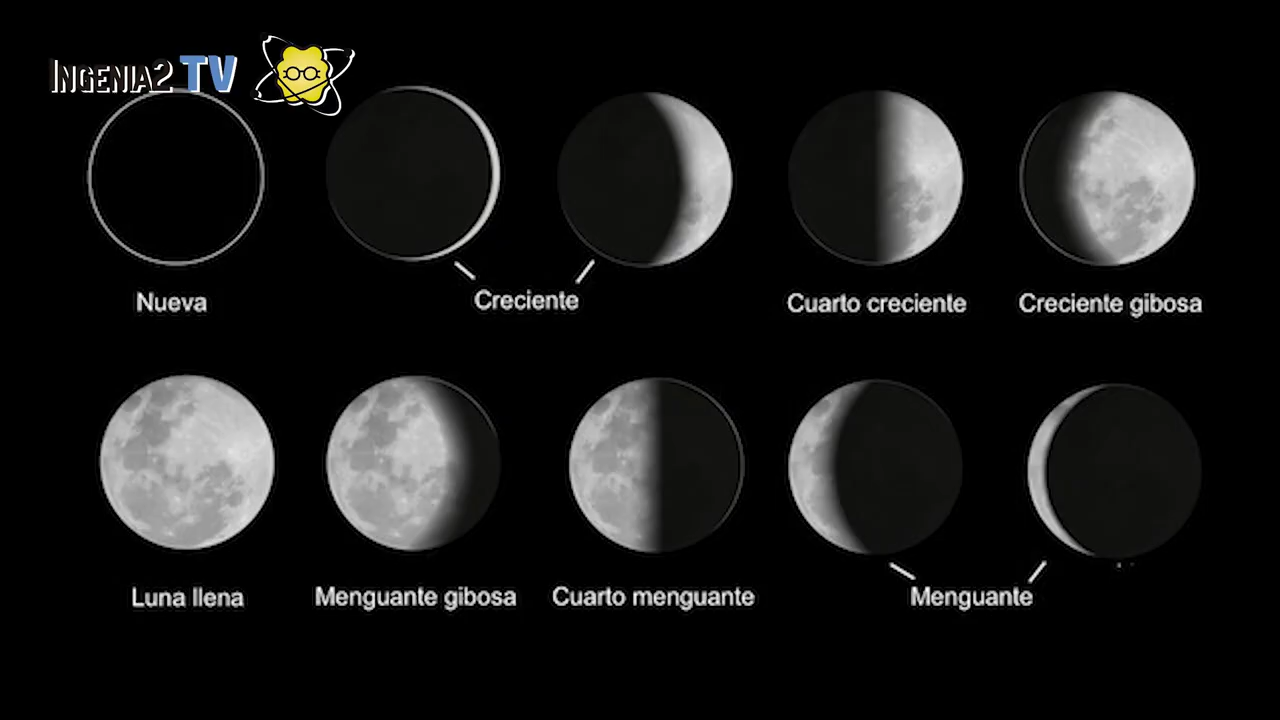 INGENIA2 TV
Nueva
Creciente
Cuarto creciente
Creciente gibosa
Luna llena
Menguante gibosa
Cuarto menguante
Menguante